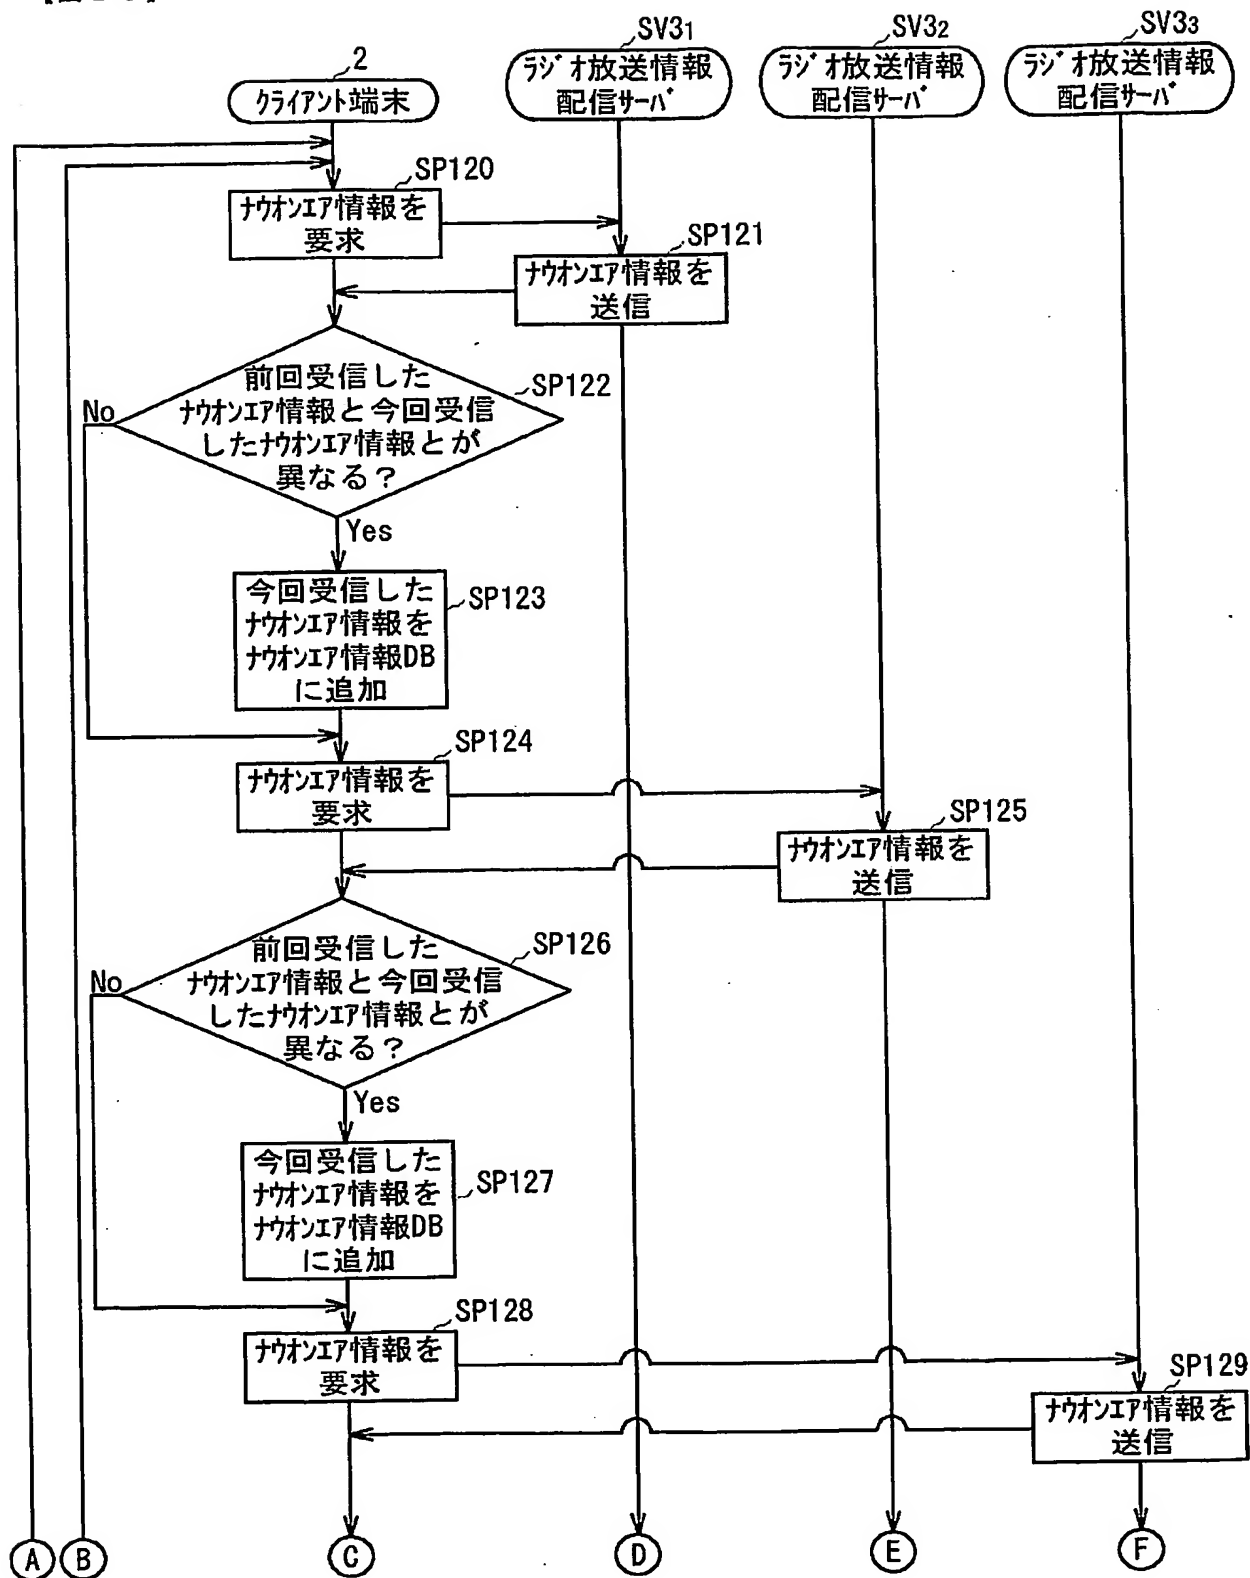 2
クライアント端末
SV31
ラジオ放送情報
配信サーバ
SV32
ラジオ放送情報
配信サーバ
SV33
ラジオ放送情報
配信サーバ
SP120
ナウオンエア情報を
要求
SP121
ナウオンエア情報を
送信
SP122
前回受信した
ナウオンエア情報と今回受信
したナウオンエア情報とが
異なる?
No
Yes
SP123
今回受信した
ナウオンエア情報を
ナウオンエア情報DB
に追加
SP124
ナウオンエア情報を
要求
SP125
ナウオンエア情報を
送信
SP126
前回受信した
ナウオンエア情報と今回受信
したナウオンエア情報とが
異なる?
No
Yes
SP127
今回受信した
ナウオンエア情報を
ナウオンエア情報DB
に追加
SP128
ナウオンエア情報を
要求
SP129
ナウオンエア情報を
送信
A
B
C
D
E
F